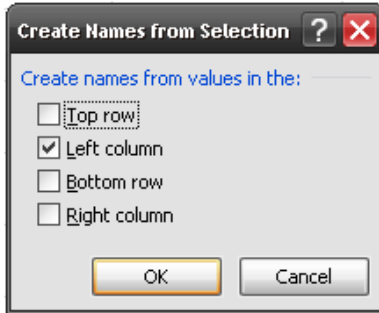 Create Names from Selection
Create names from values in the:
Top row
Left column
Bottom row
Right column
OK Cancel